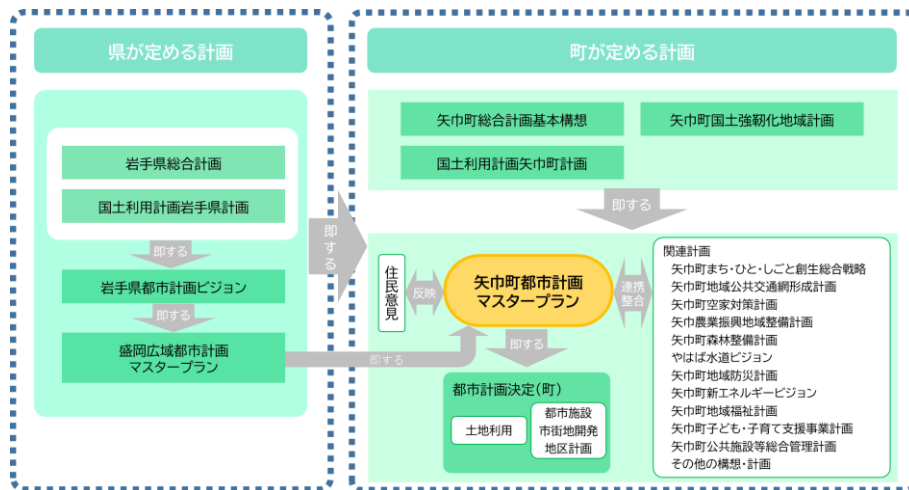 県が定める計画
岩手県総合計画
国土利用計画岩手県計画
即する
岩手県都市計画ビジョン
即する
盛岡広域都市計画
マスタープラン
即する
即する
町が定める計画
矢巾町総合計画基本構想
矢巾町国土強靱化地域計画
国土利用計画矢巾町計画
即する
住民意見
反映
矢巾町都市計画
マスタープラン
連携
整合
即する
都市計画決定(町)
土地利用
都市施設
市街地開発
地区計画
関連計画
矢巾町まち・ひと・しごと創生総合戦略
矢巾町地域公共交通網形成計画
矢巾町空家対策計画
矢巾農業振興地域整備計画
矢巾町森林整備計画
やはば水道ビジョン
矢巾町地域防災計画
矢巾町新エネルギービジョン
矢巾町地域福祉計画
矢巾町子ども・子育て支援事業計画
矢巾町公共施設等総合管理計画
その他の構想・計画